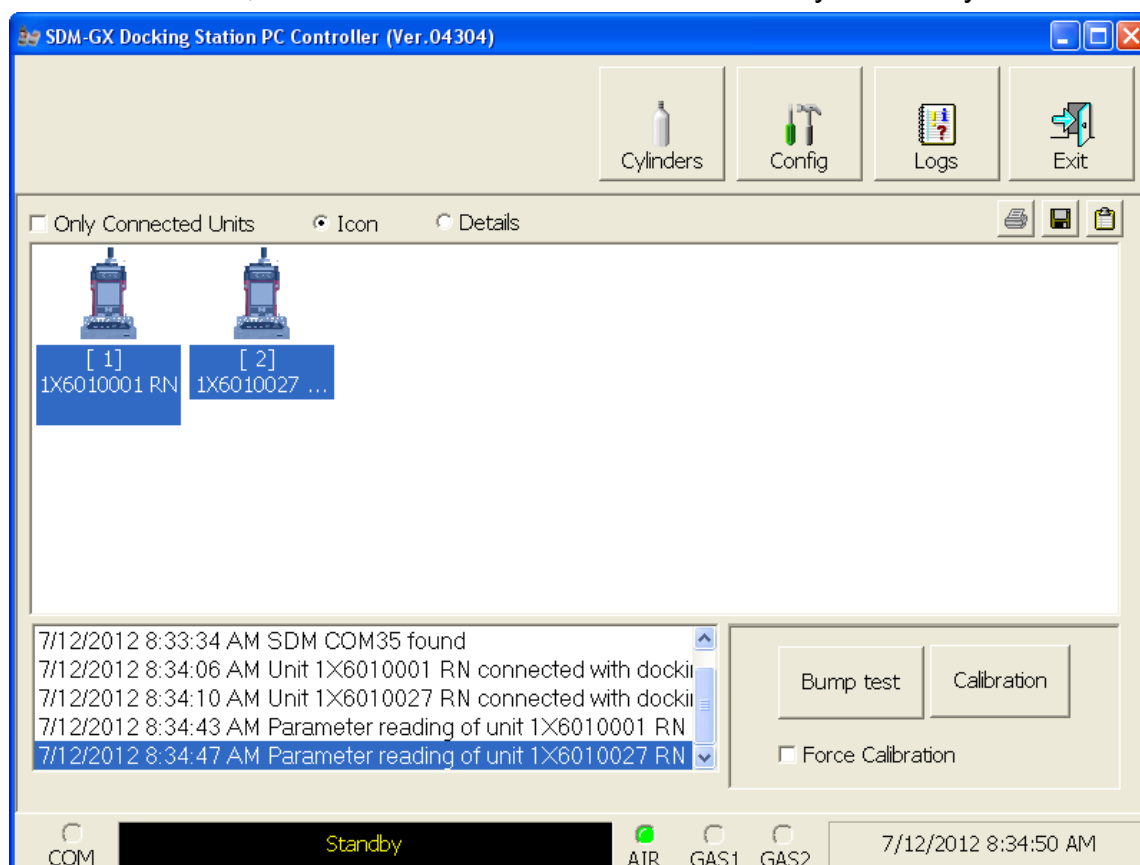 SDM-GX Docking Station PC Controller (Ver.04304)
Cylinders Config Logs Exit
Only Connected Units Icon Details
[ 1] [ 2]
1X6010001 RN 1X6010027 ...
7/12/2012 8:33:34 AM SDM COM35 found
7/12/2012 8:34:06 AM Unit 1X6010001 RN connected with docki
7/12/2012 8:34:10 AM Unit 1X6010027 RN connected with docki
7/12/2012 8:34:43 AM Parameter reading of unit 1X6010001 RN
7/12/2012 8:34:47 AM Parameter reading of unit 1X6010027 RN
Bump test Calibration
Force Calibration
COM Standby AIR GAS1 GAS2 7/12/2012 8:34:50 AM